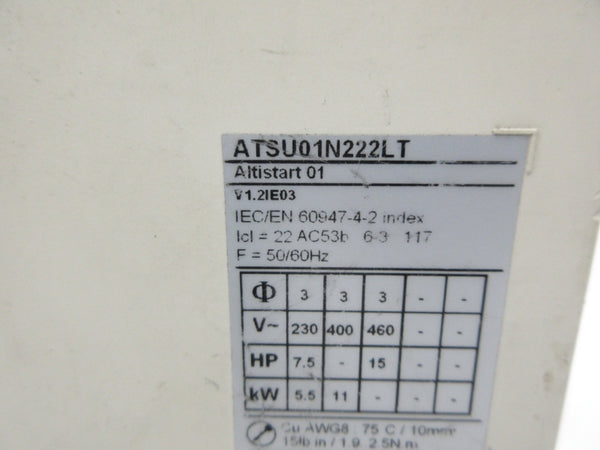 ATSU01N222LT
Altistart 01
V1.2IE03
IEC/EN 60947-4-2 index
Icl = 22 AC53b 6-3 117
F = 50/60Hz
Φ 3 3 3 - -
V~ 230 400 460 - -
HP 7.5 - 15 - -
kW 5.5 11 - - -
Cu AWG8 75 C / 10mm²
15lb in / 1.9 2.5N.m